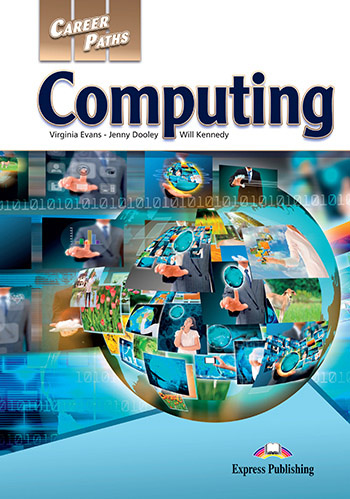 CAREER PATHS
Computing
Virginia Evans - Jenny Dooley - Will Kennedy
Express Publishing